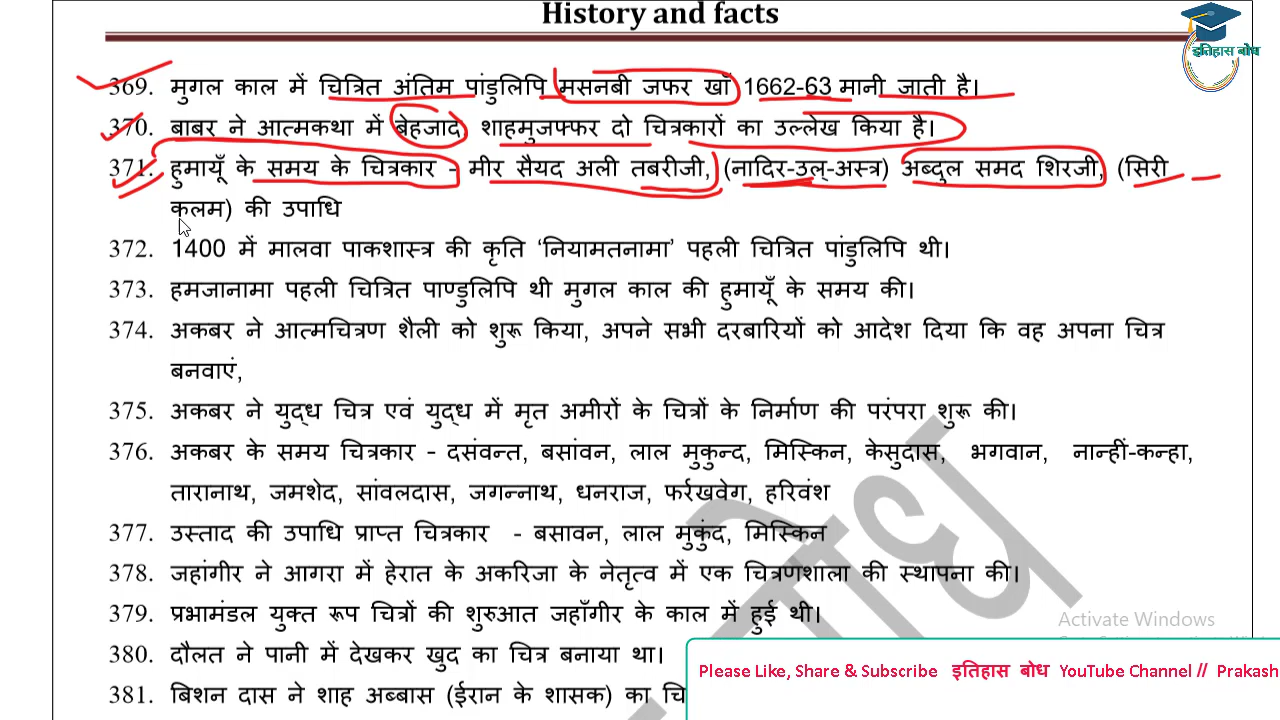 History and facts
इतिहास बोध
369. मुगल काल में चित्रित अंतिम पांडुलिपि मसनबी जफर खाँ 1662-63 मानी जाती है।
370. बाबर ने आत्मकथा में बेहजाद, शाहमुजफ्फर दो चित्रकारों का उल्लेख किया है।
371. हुमायूँ के समय के चित्रकार - मीर सैयद अली तबरीजी, (नादिर-उल्-अस्त्र) अब्दुल समद शिरजी, (सिरी
कलम) की उपाधि
372. 1400 में मालवा पाकशास्त्र की कृति 'नियामतनामा' पहली चित्रित पांडुलिपि थी।
373. हमजानामा पहली चित्रित पाण्डुलिपि थी मुगल काल की हुमायूँ के समय की।
374. अकबर ने आत्मचित्रण शैली को शुरू किया, अपने सभी दरबारियों को आदेश दिया कि वह अपना चित्र
बनवाएं,
375. अकबर ने युद्ध चित्र एवं युद्ध में मृत अमीरों के चित्रों के निर्माण की परंपरा शुरू की।
376. अकबर के समय चित्रकार - दसंवन्त, बसांवन, लाल मुकुन्द, मिस्किन, केसुदास, भगवान, नान्हीं-कन्हा,
तारानाथ, जमशेद, सांवलदास, जगन्नाथ, धनराज, फर्रखवेग, हरिवंश
377. उस्ताद की उपाधि प्राप्त चित्रकार - बसावन, लाल मुकुंद, मिस्किन
378. जहांगीर ने आगरा में हेरात के अकरिजा के नेतृत्व में एक चित्रणशाला की स्थापना की।
379. प्रभामंडल युक्त रूप चित्रों की शुरुआत जहाँगीर के काल में हुई थी।
380. दौलत ने पानी में देखकर खुद का चित्र बनाया था।
381. बिशन दास ने शाह अब्बास (ईरान के शासक) का
Activate Windows
Please Like, Share & Subscribe इतिहास बोध YouTube Channel // Prakash